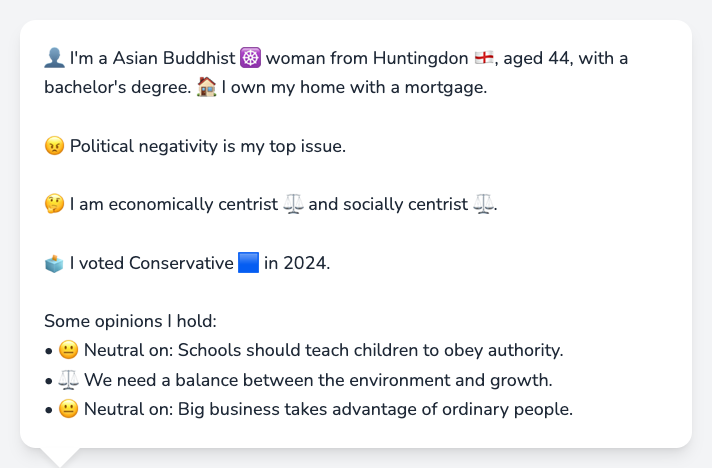 👤 I'm a Asian Buddhist ☸️ woman from Huntingdon 🏴󠁧󠁢󠁥󠁮󠁧󠁿, aged 44, with a
bachelor's degree. 🏠 I own my home with a mortgage.
😠 Political negativity is my top issue.
🤔 I am economically centrist ⚖️ and socially centrist ⚖️.
🗳️ I voted Conservative 🟦 in 2024.
Some opinions I hold:
• 😐 Neutral on: Schools should teach children to obey authority.
• ⚖️ We need a balance between the environment and growth.
• 😐 Neutral on: Big business takes advantage of ordinary people.